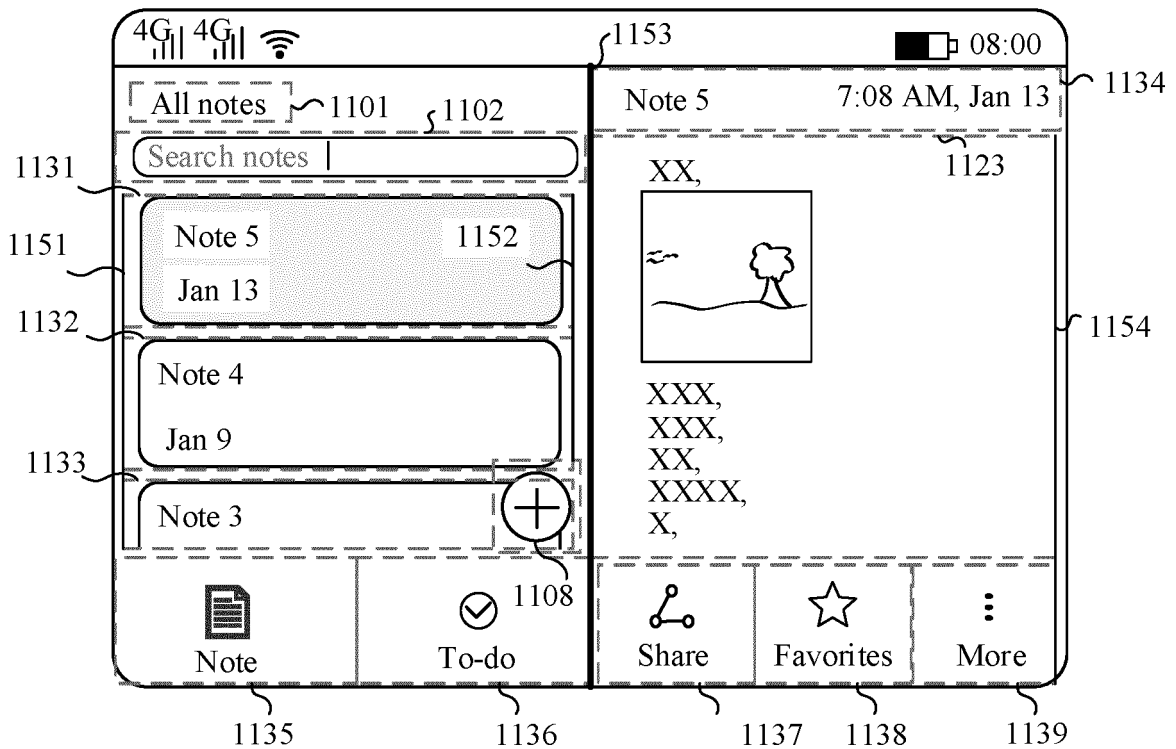 4G 4G 08:00
1153
All notes
1101
1102
Search notes
Note 5 7:08 AM, Jan 13
1134
1123
1131
1151
Note 5
1152
Jan 13
1132
Note 4
Jan 9
1133
Note 3
1108
XX,
XXX,
XXX,
XX,
XXXX,
X,
1154
Note To-do Share Favorites More
1135 1136 1137 1138 1139